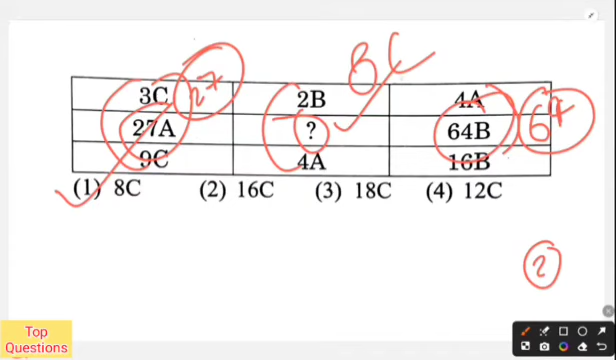 8C
3C 27 2B 4A
27A ? 64B 64
9C 4A 16B
(1) 8C (2) 16C (3) 18C (4) 12C
2
Top
Questions